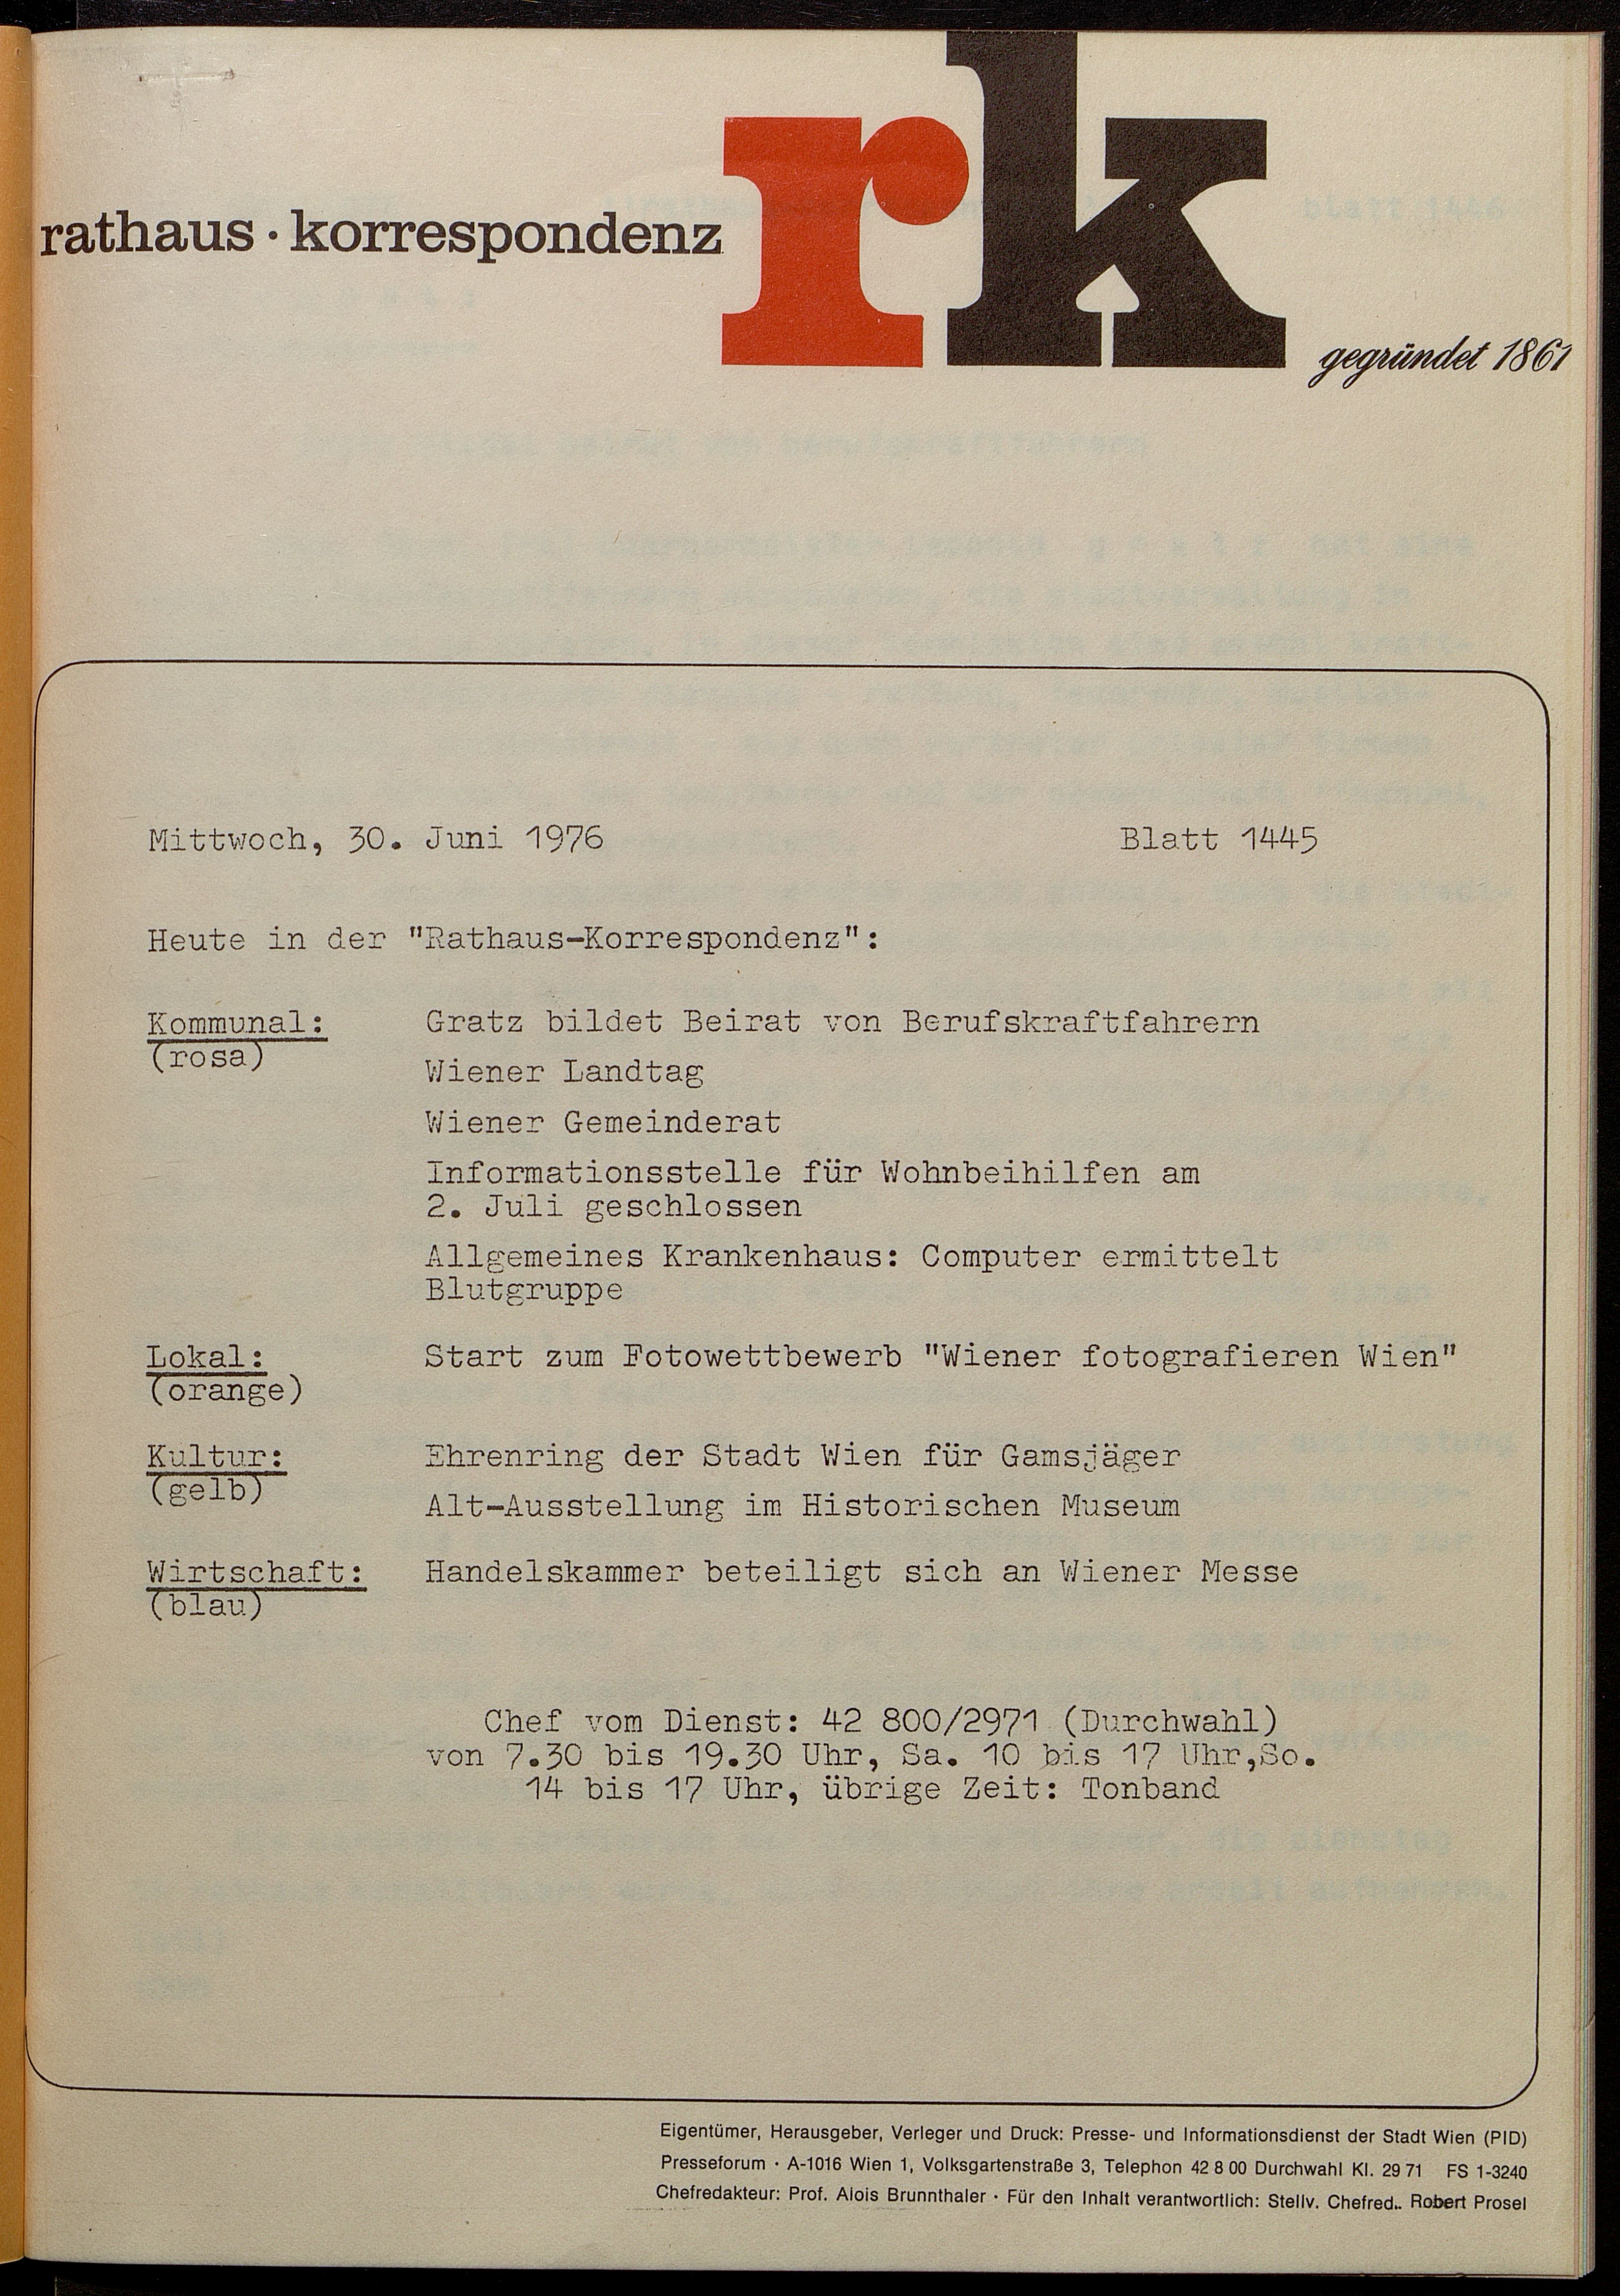 rk
rathaus · korrespondenz
gegründet 1861
Mittwoch, 30. Juni 1976 Blatt 1445
Heute in der "Rathaus-Korrespondenz":
Kommunal: Gratz bildet Beirat von Berufskraftfahrern
(rosa)
Wiener Landtag
Wiener Gemeinderat
Informationsstelle für Wohnbeihilfen am
2. Juli geschlossen
Allgemeines Krankenhaus: Computer ermittelt
Blutgruppe
Lokal: Start zum Fotowettbewerb "Wiener fotografieren Wien"
(orange)
Kultur: Ehrenring der Stadt Wien für Gamsjäger
(gelb)
Alt-Ausstellung im Historischen Museum
Wirtschaft: Handelskammer beteiligt sich an Wiener Messe
(blau)
Chef vom Dienst: 42 800/2971 (Durchwahl)
von 7.30 bis 19.30 Uhr, Sa. 10 bis 17 Uhr,So.
14 bis 17 Uhr, übrige Zeit: Tonband
Eigentümer, Herausgeber, Verleger und Druck: Presse- und Informationsdienst der Stadt Wien (PID)
Presseforum · A-1016 Wien 1, Volksgartenstraße 3, Telephon 42 8 00 Durchwahl Kl. 29 71 FS 1-3240
Chefredakteur: Prof. Alois Brunnthaler · Für den Inhalt verantwortlich: Stellv. Chefred.. Robert Prosel